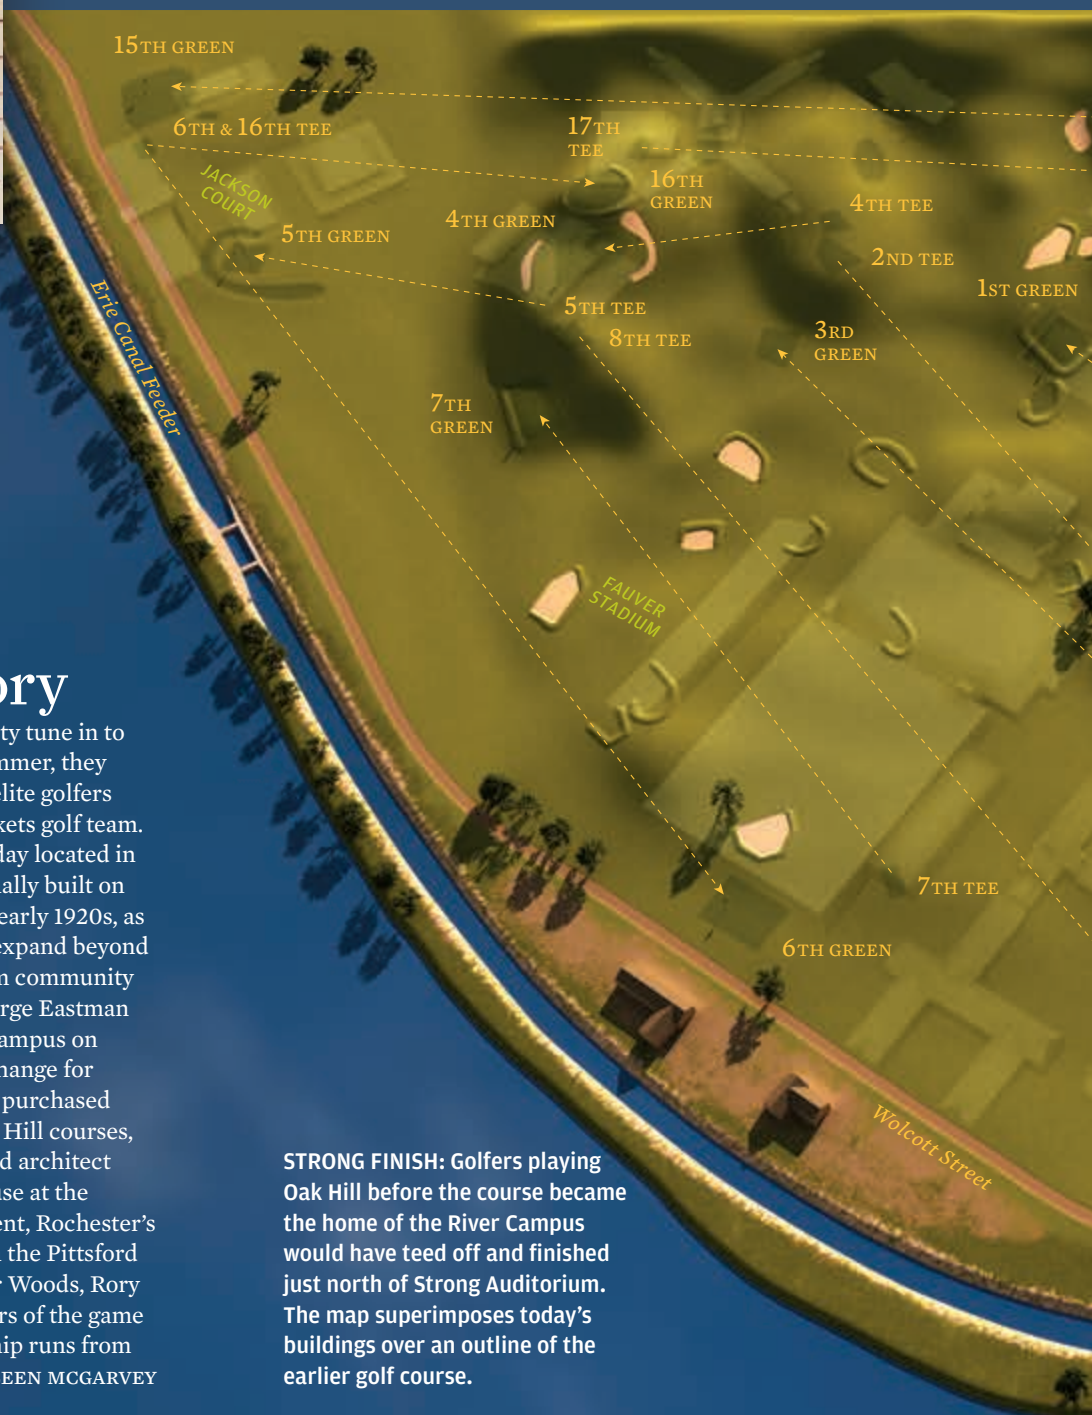 15TH GREEN
6TH & 16TH TEE
17TH
TEE
16TH
GREEN
JACKSON
COURT
4TH GREEN
4TH TEE
5TH GREEN
2ND TEE
1ST GREEN
5TH TEE
8TH TEE
3RD
GREEN
Erie Canal Feeder
7TH
GREEN
FAUVER
STADIUM
7TH TEE
6TH GREEN
Wolcott Street
ory
ty tune in to
mmer, they
elite golfers
kets golf team.
day located in
nally built on
early 1920s, as
expand beyond
m community
rge Eastman
ampus on
hange for
purchased
Hill courses,
d architect
use at the
ent, Rochester’s
the Pittsford
r Woods, Rory
rs of the game
hip runs from
EEN MCGARVEY
STRONG FINISH: Golfers playing
Oak Hill before the course became
the home of the River Campus
would have teed off and finished
just north of Strong Auditorium.
The map superimposes today’s
buildings over an outline of the
earlier golf course.